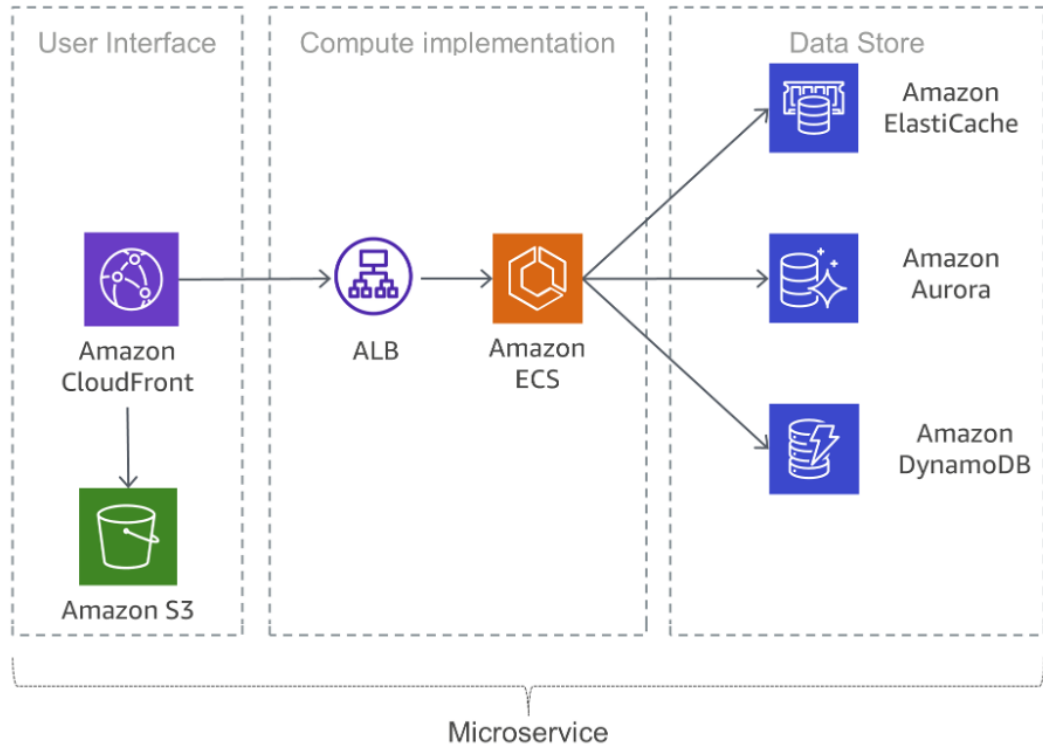 User Interface
Compute implementation
Data Store
Amazon
ElastiCache
Amazon
CloudFront
ALB
Amazon
ECS
Amazon
Aurora
Amazon
DynamoDB
Amazon S3
Microservice